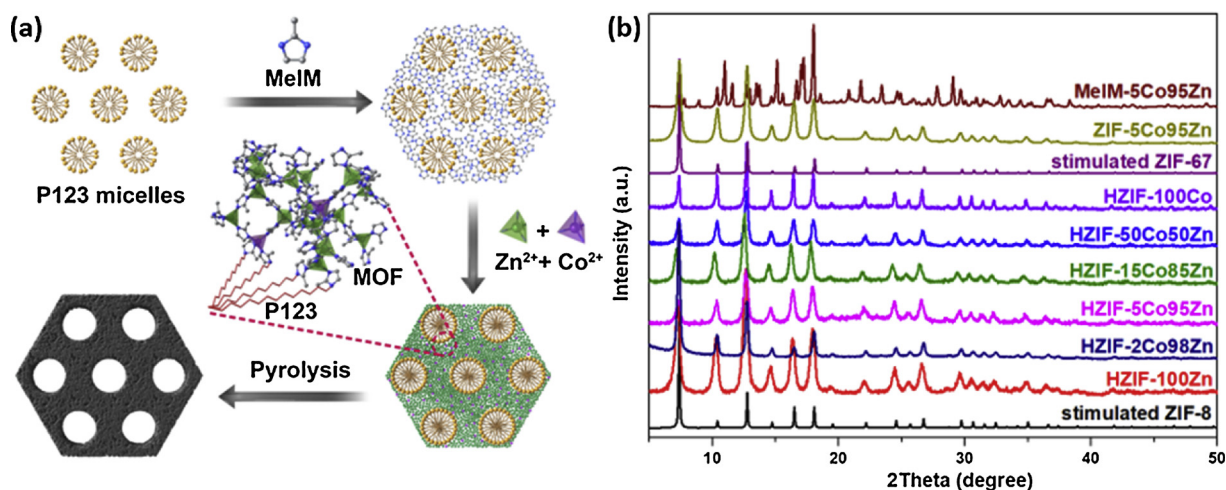 (a)
MeIM
P123 micelles
Zn2++ Co2+
+
MOF
P123
Pyrolysis
(b)
Intensity (a.u.)
MeIM-5Co95Zn
ZIF-5Co95Zn
stimulated ZIF-67
HZIF-100Co
HZIF-50Co50Zn
HZIF-15Co85Zn
HZIF-5Co95Zn
HZIF-2Co98Zn
HZIF-100Zn
stimulated ZIF-8
10 20 30 40 50
2Theta (degree)